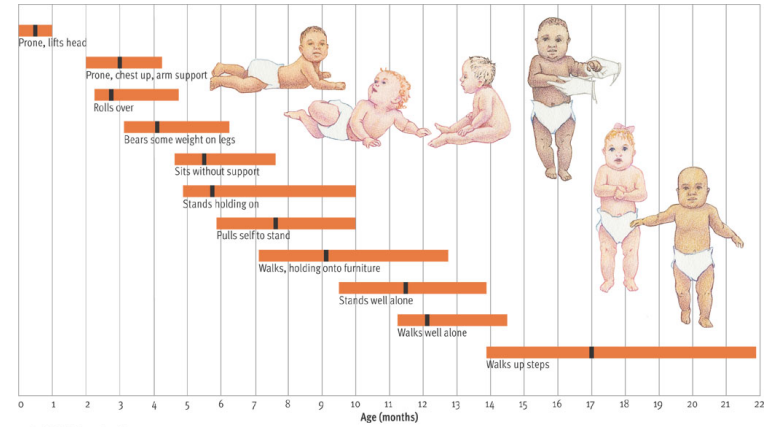 Prone, lifts head
Prone, chest up, arm support
Rolls over
Bears some weight on legs
Sits without support
Stands holding on
Pulls self to stand
Walks, holding onto furniture
Stands well alone
Walks well alone
Walks up steps
0 1 2 3 4 5 6 7 8 9 10 11 12 13 14 15 16 17 18 19 20 21 22
Age (months)